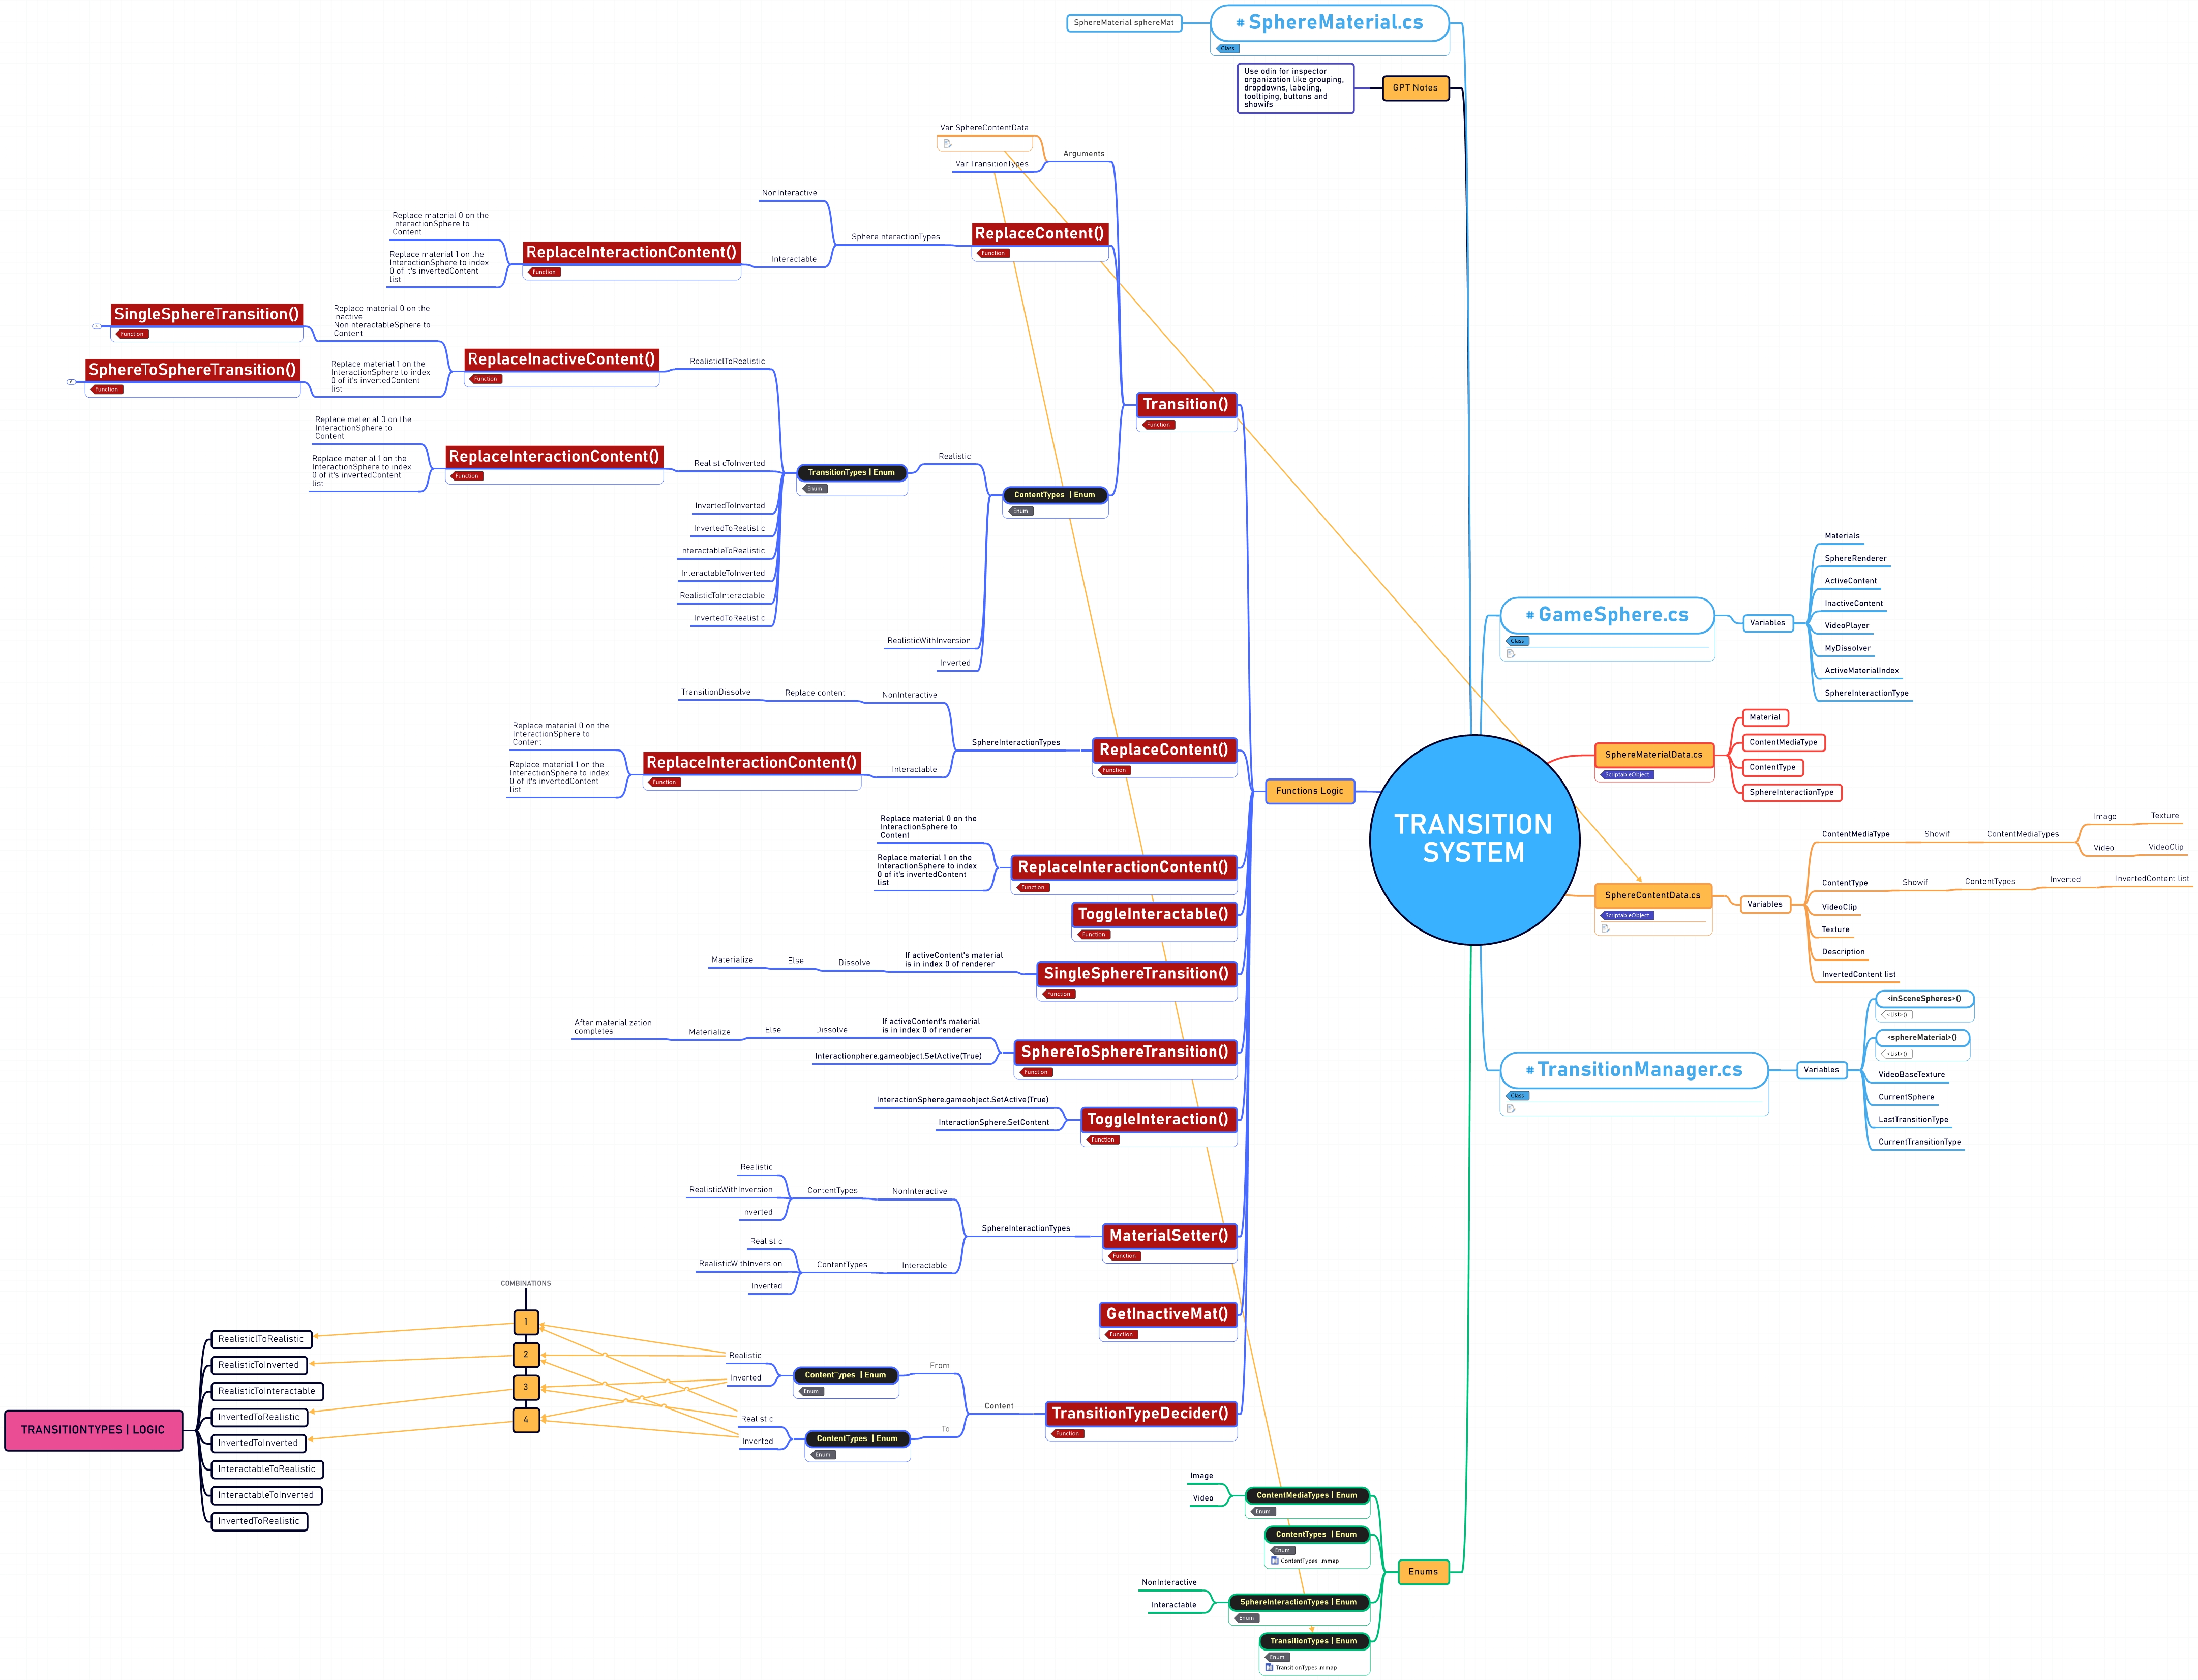 SphereMaterial sphereMat
# SphereMaterial.cs
Class
Use odin for inspector
organization like grouping,
dropdowns, labeling,
tooltiping, buttons and
showifs
GPT Notes
Var SphereContentData
Var TransitionTypes
Arguments
NonInteractive
SphereInteractionTypes
Interactable
ReplaceContent()
Function
Replace material 0 on the
InteractionSphere to
Content
Replace material 1 on the
InteractionSphere to index
0 of it's invertedContent
list
ReplaceInteractionContent()
Function
SingleSphereTransition()
Function
SphereToSphereTransition()
Function
Replace material 0 on the
inactive
NonInteractableSphere to
Content
Replace material 1 on the
InteractionSphere to index
0 of it's invertedContent
list
ReplaceInactiveContent()
Function
RealisticlToRealistic
Replace material 0 on the
InteractionSphere to
Content
Replace material 1 on the
InteractionSphere to index
0 of it's invertedContent
list
ReplaceInteractionContent()
Function
RealisticToInverted
InvertedToInverted
InvertedToRealistic
InteractableToRealistic
InteractableToInverted
RealisticToInteractable
InvertedToRealistic
TransitionTypes | Enum
Enum
Realistic
RealisticWithInversion
Inverted
ContentTypes | Enum
Enum
Transition()
Function
TransitionDissolve
Replace content
NonInteractive
SphereInteractionTypes
Interactable
Replace material 0 on the
InteractionSphere to
Content
Replace material 1 on the
InteractionSphere to index
0 of it's invertedContent
list
ReplaceInteractionContent()
Function
ReplaceContent()
Function
Replace material 0 on the
InteractionSphere to
Content
Replace material 1 on the
InteractionSphere to index
0 of it's invertedContent
list
ReplaceInteractionContent()
Function
ToggleInteractable()
Function
Materialize
Else
Dissolve
If activeContent's material
is in index 0 of renderer
SingleSphereTransition()
Function
After materialization
completes
Materialize
Else
Dissolve
If activeContent's material
is in index 0 of renderer
Interactionphere.gameobject.SetActive(True)
SphereToSphereTransition()
Function
InteractionSphere.gameobject.SetActive(True)
InteractionSphere.SetContent
ToggleInteraction()
Function
Realistic
RealisticWithInversion
Inverted
ContentTypes
NonInteractive
Realistic
RealisticWithInversion
Inverted
ContentTypes
Interactable
SphereInteractionTypes
MaterialSetter()
Function
GetInactiveMat()
Function
Realistic
Inverted
ContentTypes | Enum
Enum
From
Realistic
Inverted
ContentTypes | Enum
Enum
To
Content
TransitionTypeDecider()
Function
Functions Logic
COMBINATIONS
1
2
3
4
TRANSITIONTYPES | LOGIC
RealisticlToRealistic
RealisticToInverted
RealisticToInteractable
InvertedToRealistic
InvertedToInverted
InteractableToRealistic
InteractableToInverted
InvertedToRealistic
TRANSITION
SYSTEM
# GameSphere.cs
Class
Variables
Materials
SphereRenderer
ActiveContent
InactiveContent
VideoPlayer
MyDissolver
ActiveMaterialIndex
SphereInteractionType
SphereMaterialData.cs
ScriptableObject
Material
ContentMediaType
ContentType
SphereInteractionType
SphereContentData.cs
ScriptableObject
Variables
ContentMediaType
Showif
ContentMediaTypes
Image
Texture
Video
VideoClip
ContentType
Showif
ContentTypes
Inverted
InvertedContent list
VideoClip
Texture
Description
InvertedContent list
# TransitionManager.cs
Class
Variables
<inSceneSpheres>()
<List>()
<sphereMaterial>()
<List>()
VideoBaseTexture
CurrentSphere
LastTransitionType
CurrentTransitionType
Image
Video
ContentMediaTypes | Enum
Enum
ContentTypes | Enum
Enum
ContentTypes .mmap
NonInteractive
Interactable
SphereInteractionTypes | Enum
Enum
TransitionTypes | Enum
Enum
TransitionTypes .mmap
Enums